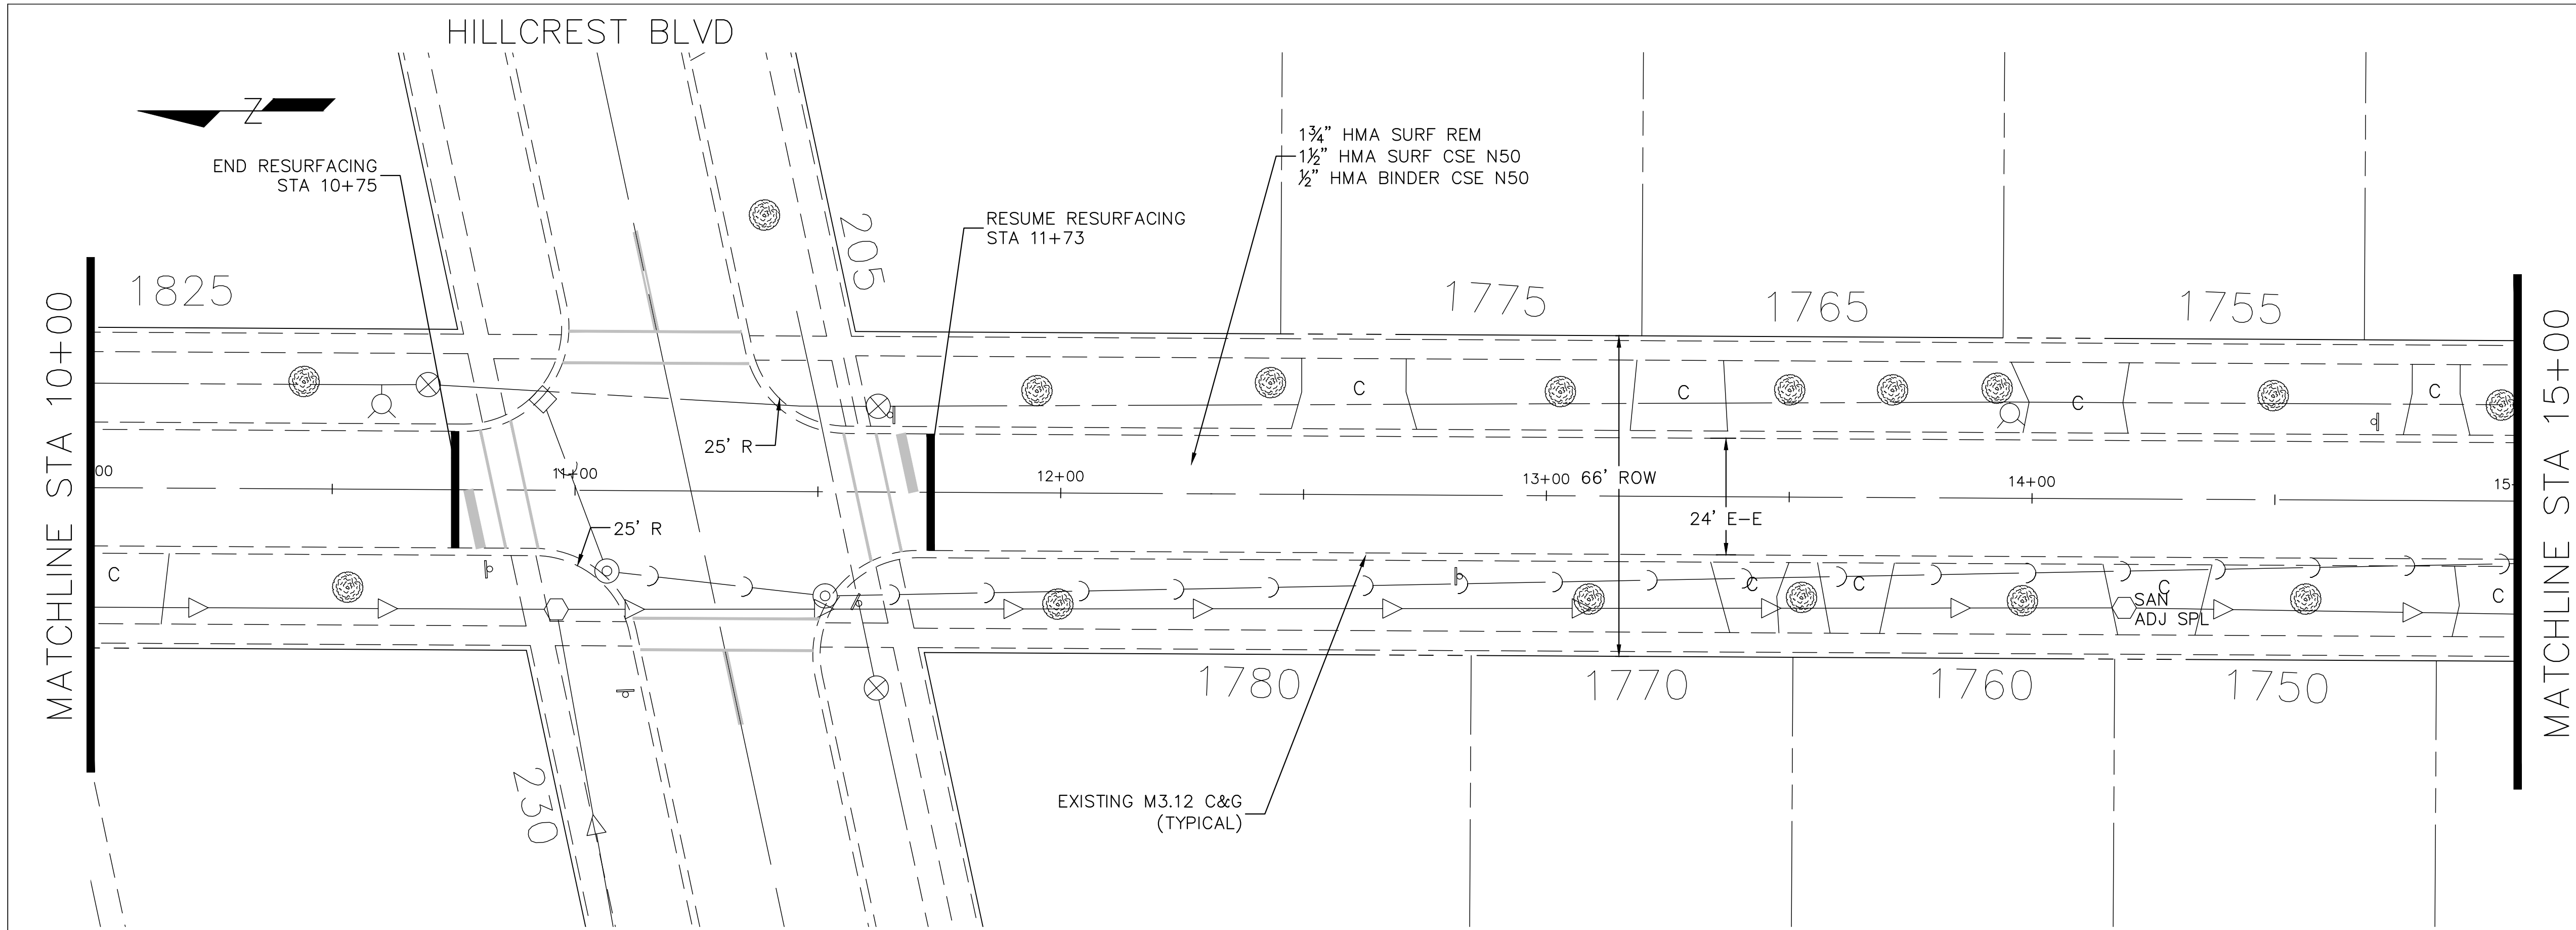 HILLCREST BLVD
Z
END RESURFACING
STA 10+75
1¾" HMA SURF REM
1½" HMA SURF CSE N50
½" HMA BINDER CSE N50
RESUME RESURFACING
STA 11+73
205
1825
1775
1765
1755
MATCHLINE STA 10+00
MATCHLINE STA 15+00
C
C
C
C
25' R
00
11+00
12+00
13+00
66' ROW
14+00
15+
24' E-E
25' R
C
C
C
C
C
SAN
ADJ SPL
1780
1770
1760
1750
230
EXISTING M3.12 C&G
(TYPICAL)